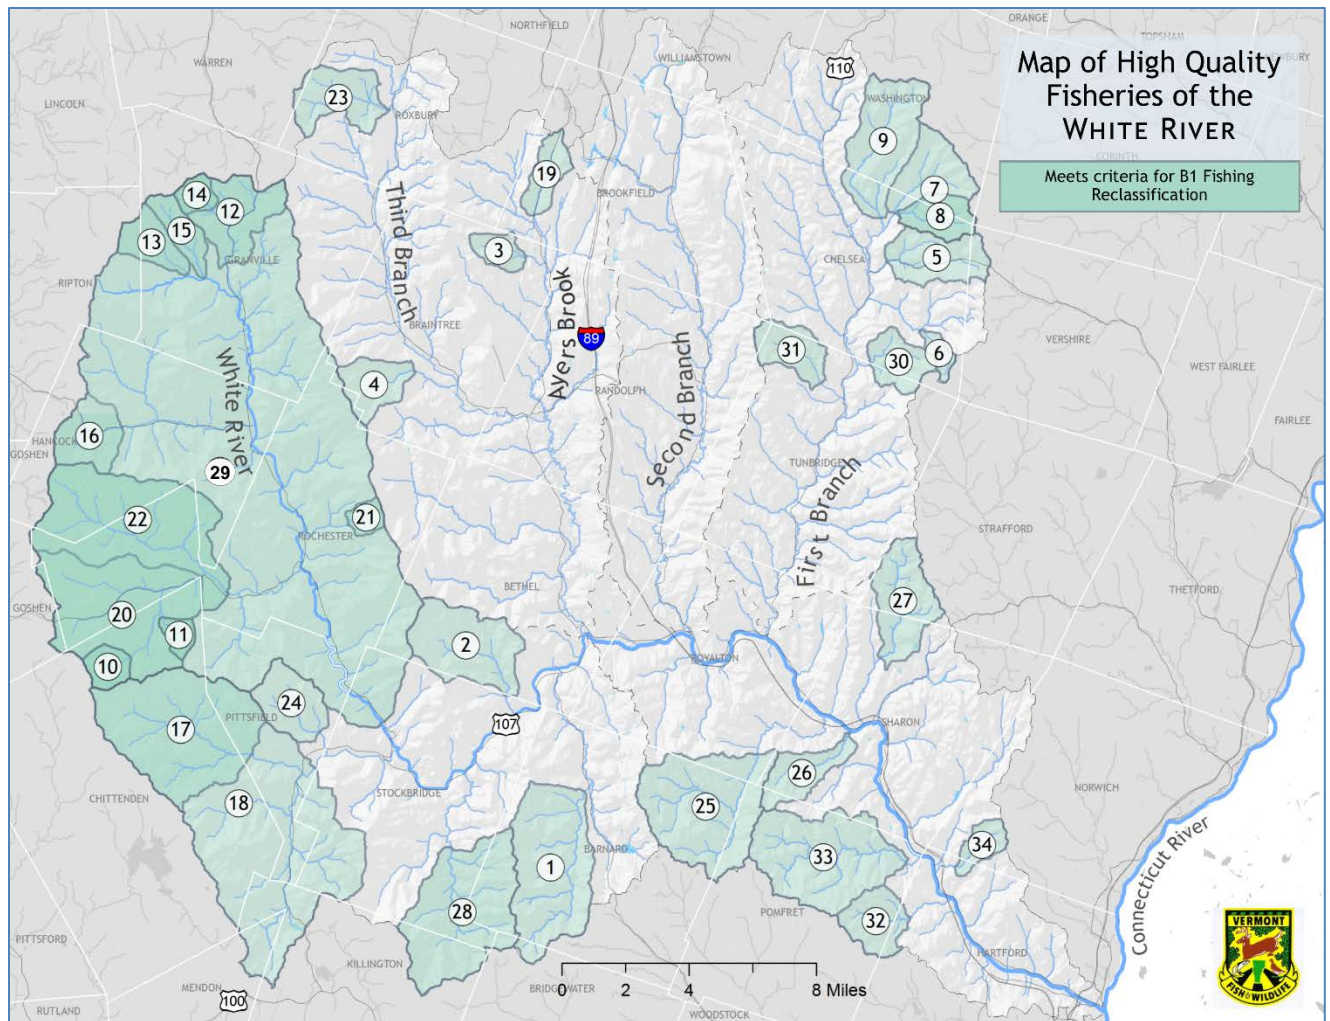 NORTHFIELD
ORANGE
TOPSHAM
WILLIAMSTOWN
WARREN
110
Map of High Quality
Fisheries of the
WHITE RIVER
LINCOLN
23
ROXBURY
WASHINGTON
9
CORINTH
Meets criteria for B1 Fishing
Reclassification
19
BROOKFIELD
7
14
12
8
Third Branch
15
13
3
GRANVILLE
CHELSEA
5
RIPTON
Ayers Brook
BRAINTREE
89
31
6
30
VERSHIRE
WEST FAIRLEE
White River
4
RANDOLPH
Second Branch
FAIRLEE
16
HANCOCK
GOSHEN
29
TUNBRIDGE
First Branch
22
21
ROCHESTER
STRAFFORD
BETHEL
THETFORD
27
GOSHEN
20
11
2
10
ROYALTON
24
17
PITTSFIELD
107
SHARON
26
STOCKBRIDGE
CHITTENDEN
18
25
NORWICH
34
BARNARD
33
1
Connecticut River
28
POMFRET
32
VERMONT
FISH & WILDLIFE
PITTSFORD
HARTFORD
KILLINGTON
MENDON
100
BRIDGEWATER
0 2 4 8 Miles
RUTLAND
WOODSTOCK